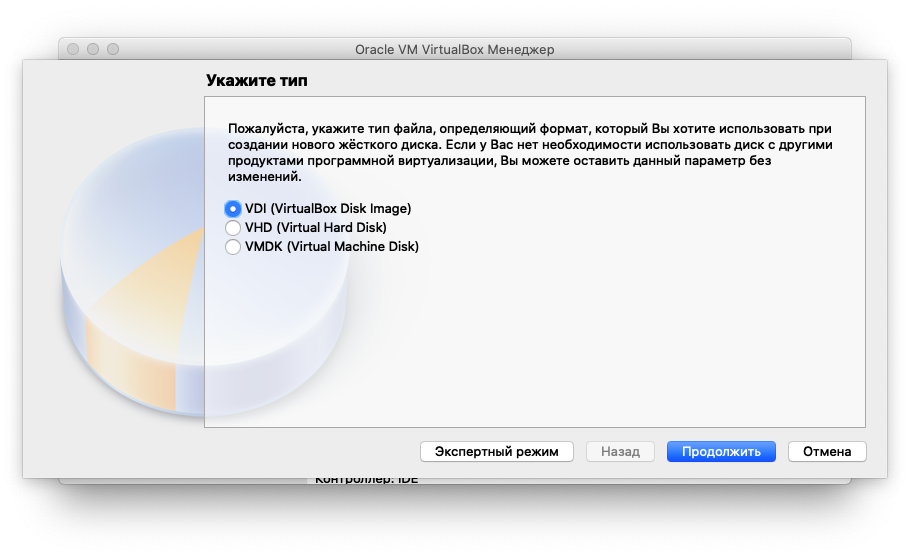 Oracle VM VirtualBox Менеджер
Укажите тип
Пожалуйста, укажите тип файла, определяющий формат, который Вы хотите использовать при
создании нового жёсткого диска. Если у Вас нет необходимости использовать диск с другими
продуктами программной виртуализации, Вы можете оставить данный параметр без
изменений.
VDI (VirtualBox Disk Image)
VHD (Virtual Hard Disk)
VMDK (Virtual Machine Disk)
Экспертный режим
Назад
Продолжить
Отмена
Контроллер: IDE